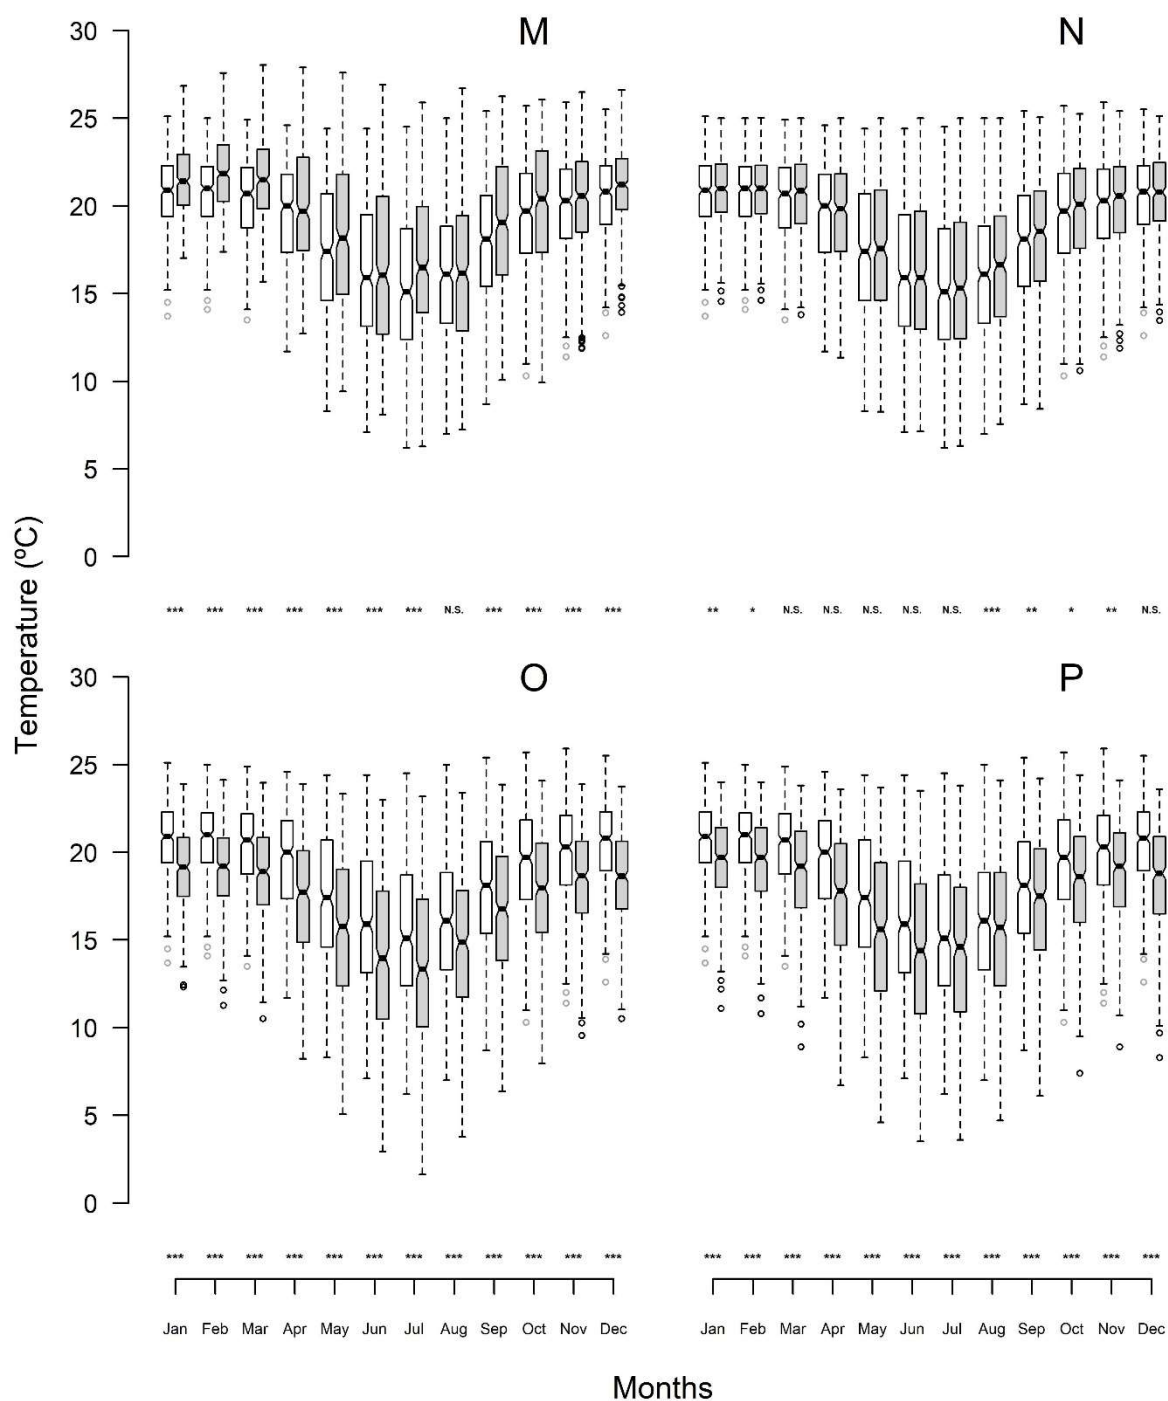 M N
30 25 20 15 10 5 0
Temperature (ºC)
*** *** *** *** *** *** *** N.S. *** *** *** *** ** * N.S. N.S. N.S. N.S. N.S. *** ** * ** N.S.
O P
30 25 20 15 10 5 0
*** *** *** *** *** *** *** *** *** *** *** *** *** *** *** *** *** *** *** *** *** *** *** ***
Jan Feb Mar Apr May Jun Jul Aug Sep Oct Nov Dec Jan Feb Mar Apr May Jun Jul Aug Sep Oct Nov Dec
Months